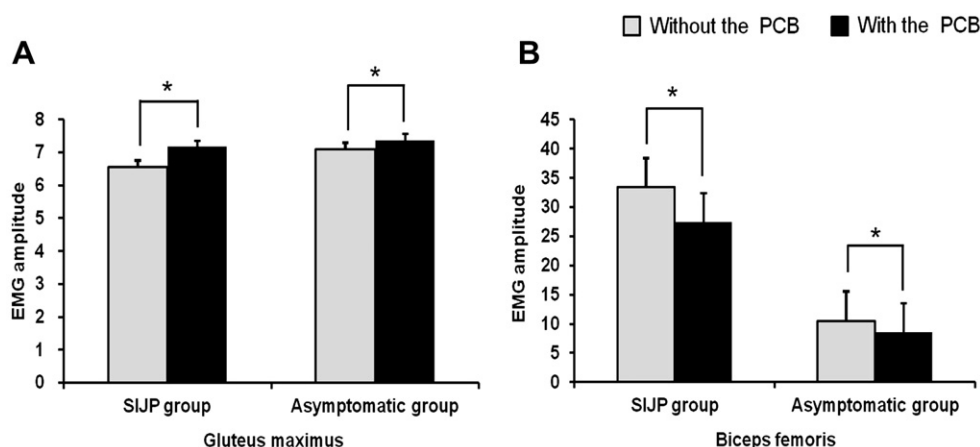 Without the PCB With the PCB
A
*
*
8
7
6
5
4
3
2
1
0
EMG amplitude
SIJP group Asymptomatic group
Gluteus maximus
B
*
*
45
40
35
30
25
20
15
10
5
0
EMG amplitude
SIJP group Asymptomatic group
Biceps femoris